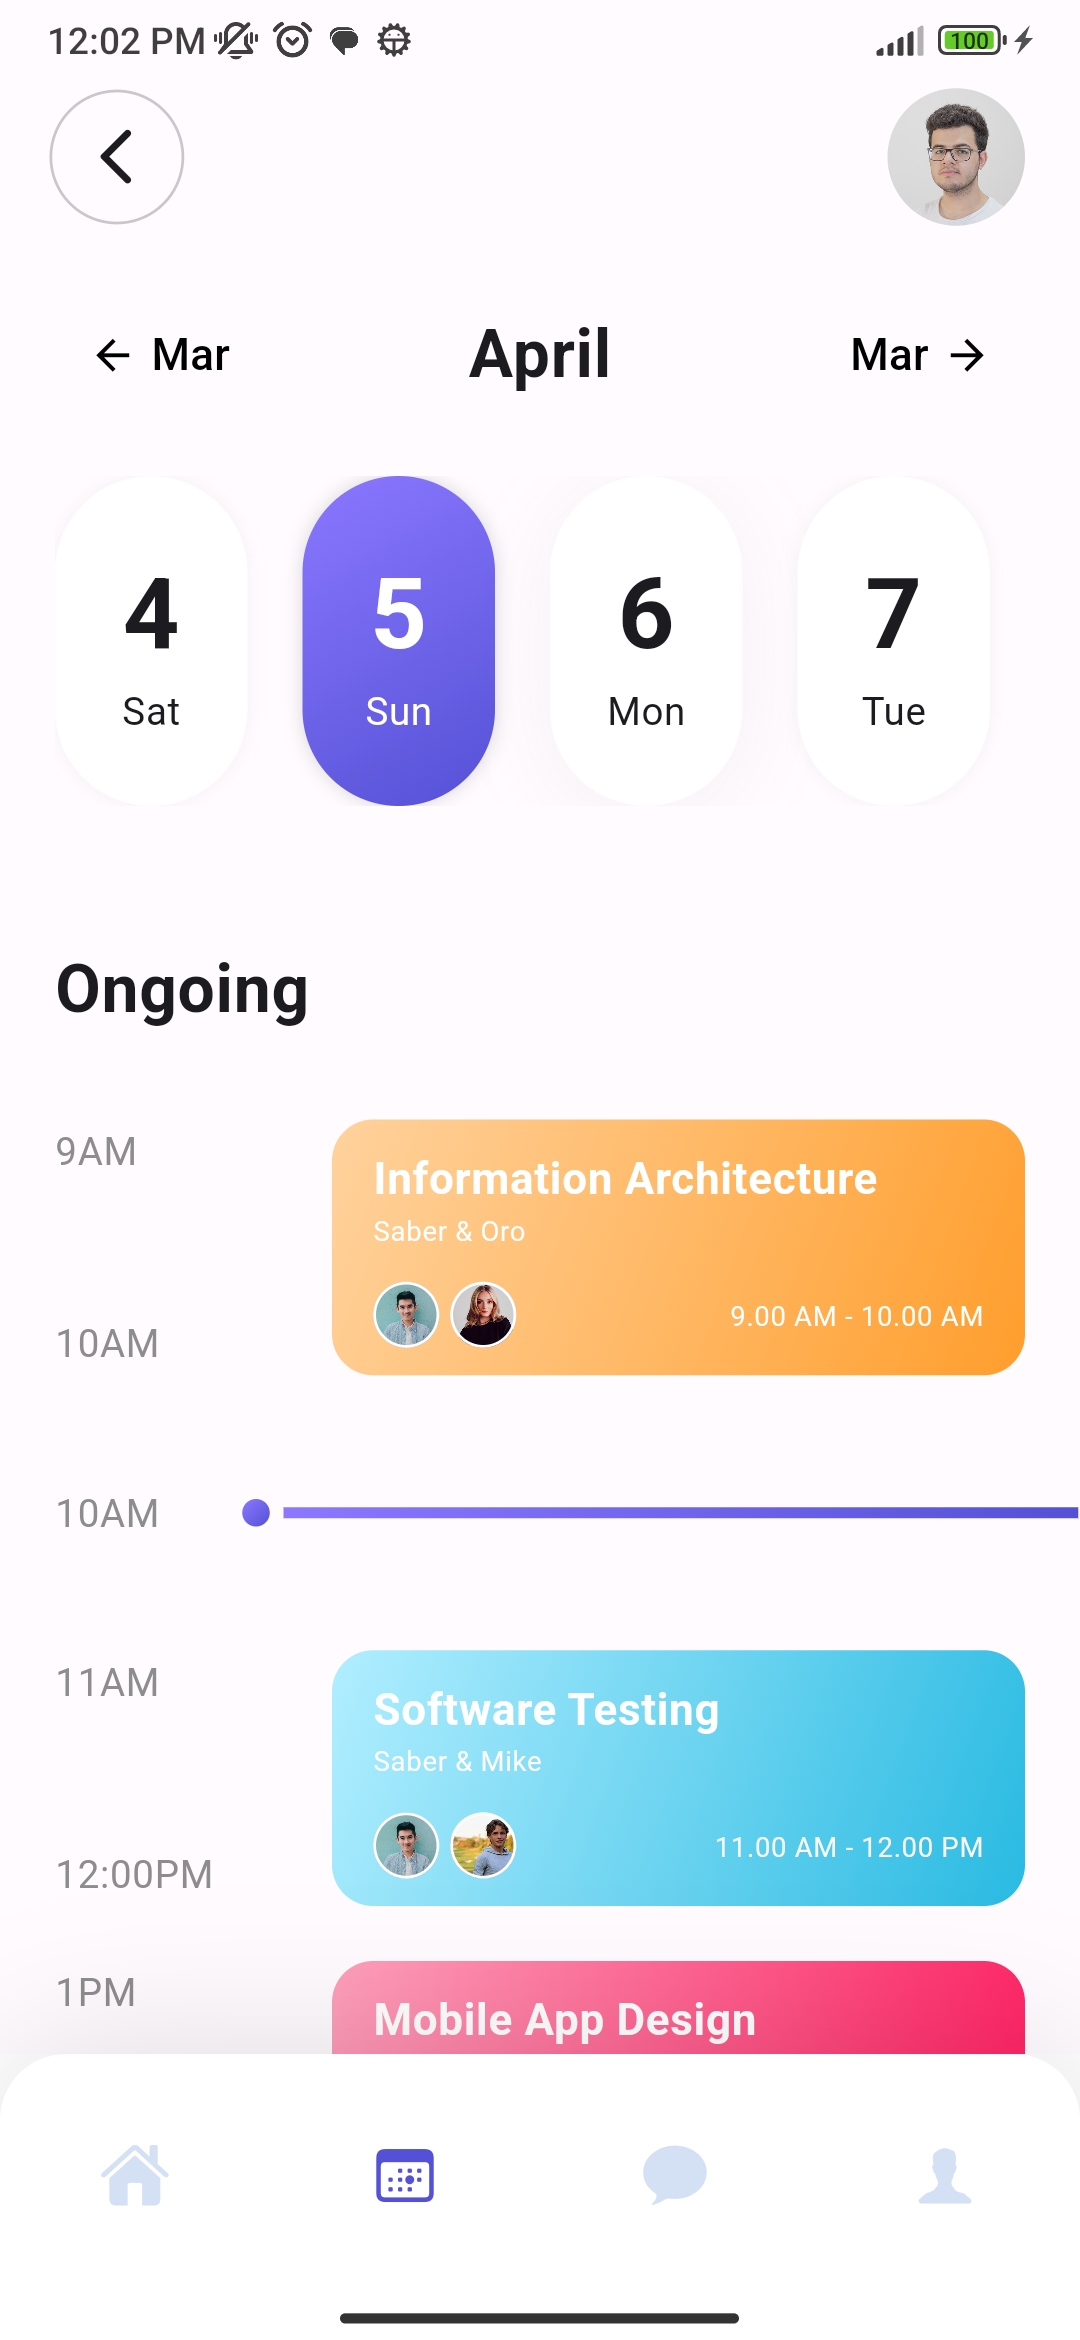 12:02 PM
100
Mar
April
Mar
4
5
6
7
Sat
Sun
Mon
Tue
Ongoing
9AM
Information Architecture
Saber & Oro
9.00 AM - 10.00 AM
10AM
10AM
11AM
Software Testing
Saber & Mike
11.00 AM - 12.00 PM
12:00PM
1PM
Mobile App Design